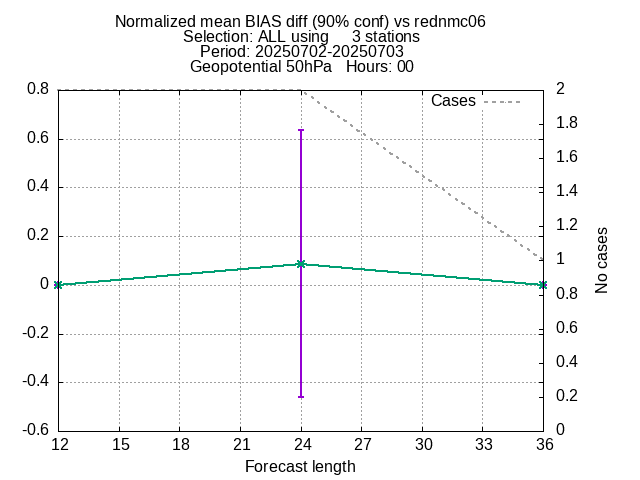 Normalized mean BIAS diff (90% conf) vs rednmc06
Selection: ALL using     3 stations
Period: 20250702-20250703
Geopotential 50hPa   Hours: 00
Cases
0.8
0.6
0.4
0.2
0
-0.2
-0.4
-0.6
2
1.8
1.6
1.4
1.2
1
0.8
0.6
0.4
0.2
0
No cases
12 15 18 21 24 27 30 33 36
Forecast length